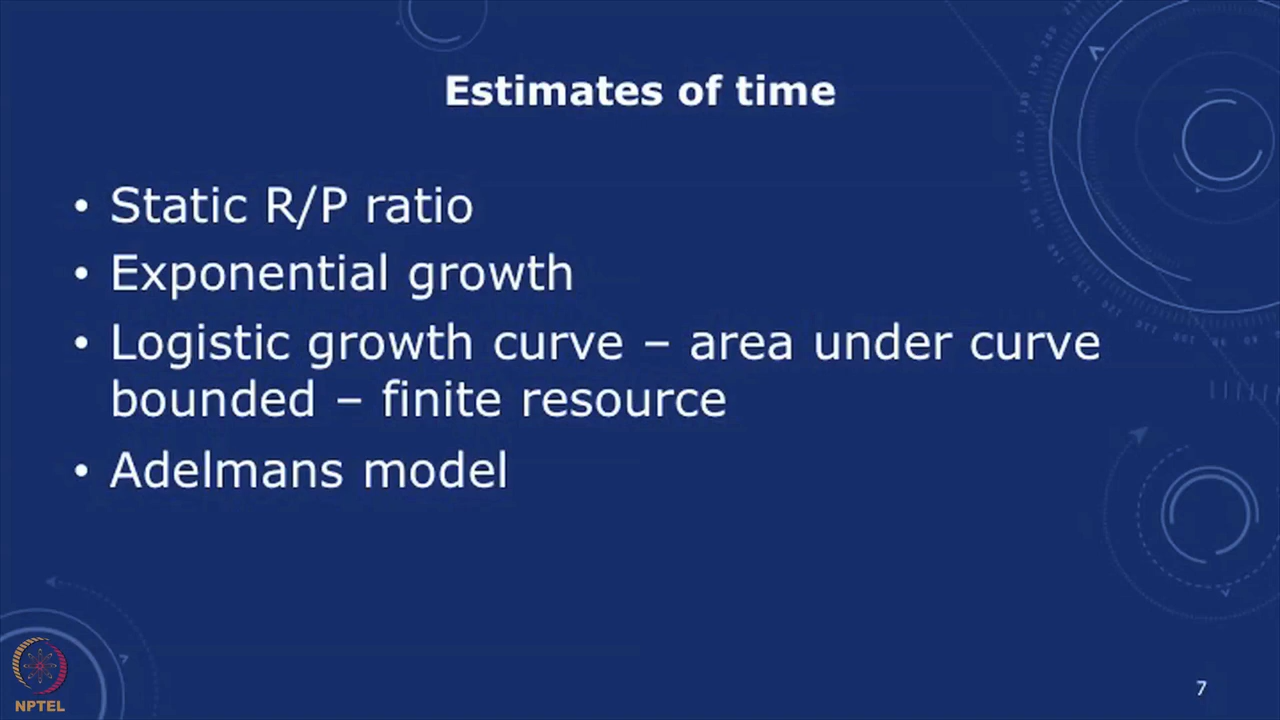 Estimates of time
• Static R/P ratio
• Exponential growth
• Logistic growth curve – area under curve
bounded – finite resource
• Adelmans model
NPTEL
7